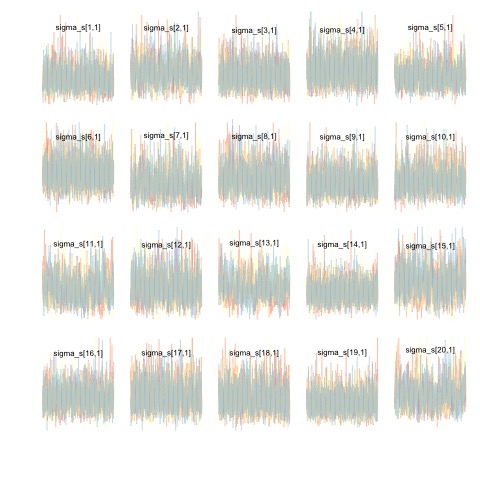 sigma_s[1,1]
sigma_s[2,1]
sigma_s[3,1]
sigma_s[4,1]
sigma_s[5,1]
sigma_s[6,1]
sigma_s[7,1]
sigma_s[8,1]
sigma_s[9,1]
sigma_s[10,1]
sigma_s[11,1]
sigma_s[12,1]
sigma_s[13,1]
sigma_s[14,1]
sigma_s[15,1]
sigma_s[16,1]
sigma_s[17,1]
sigma_s[18,1]
sigma_s[19,1]
sigma_s[20,1]